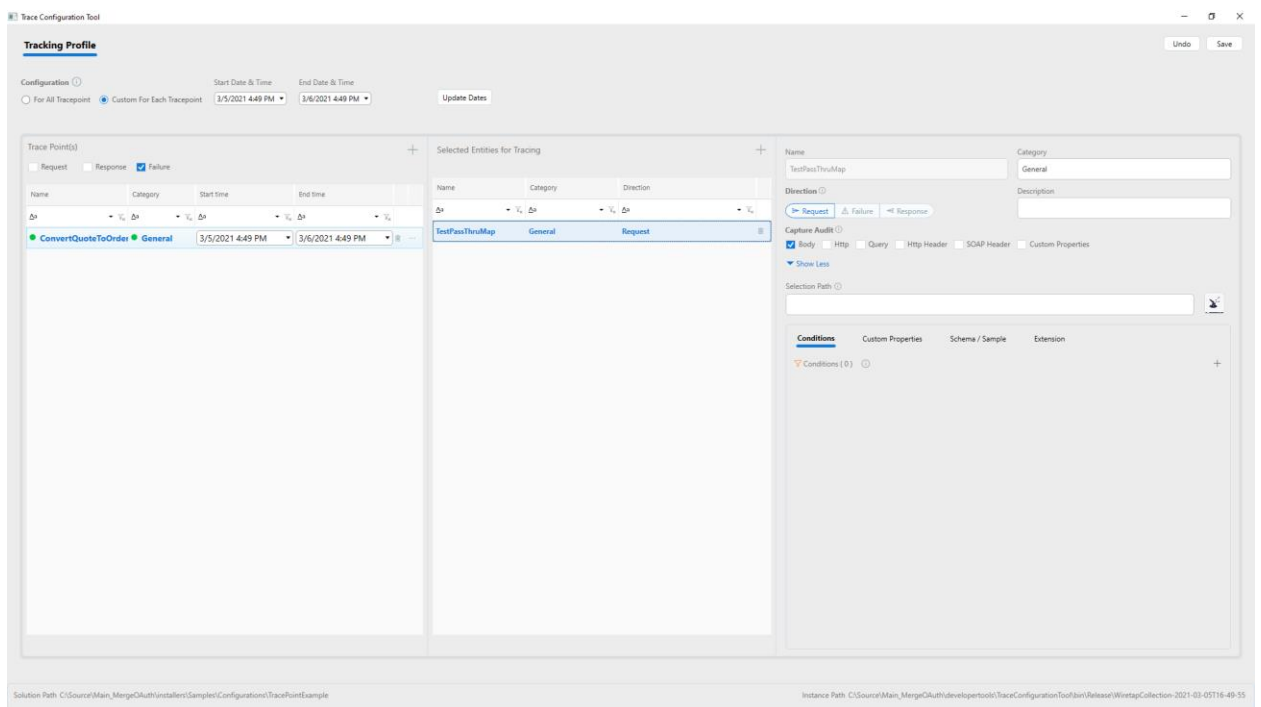 Trace Configuration Tool
Tracking Profile
Undo Save
Configuration
Start Date & Time End Date & Time
For All Tracepoint Custom For Each Tracepoint 3/5/2021 4:49 PM 3/6/2021 4:49 PM Update Dates
Trace Point(s)
Request Response Failure
Name Category Start time End time
ConvertQuoteToOrder General 3/5/2021 4:49 PM 3/6/2021 4:49 PM
Selected Entities for Tracing
Name Category Direction
TestPassThruMap General Request
Name Category
TestPassThruMap General
Direction Description
Request Failure Response
Capture Audit
Body Http Query Http Header SOAP Header Custom Properties
Show Less
Selection Path
Conditions Custom Properties Schema / Sample Extension
Conditions ( 0 )
Solution Path C:\Source\Main_MergeOAuth\installers\Samples\Configurations\TracePointExample
Instance Path C:\Source\Main_MergeOAuth\developertools\TraceConfigurationTool\bin\Release\WiretapCollection-2021-03-05T16-49-55